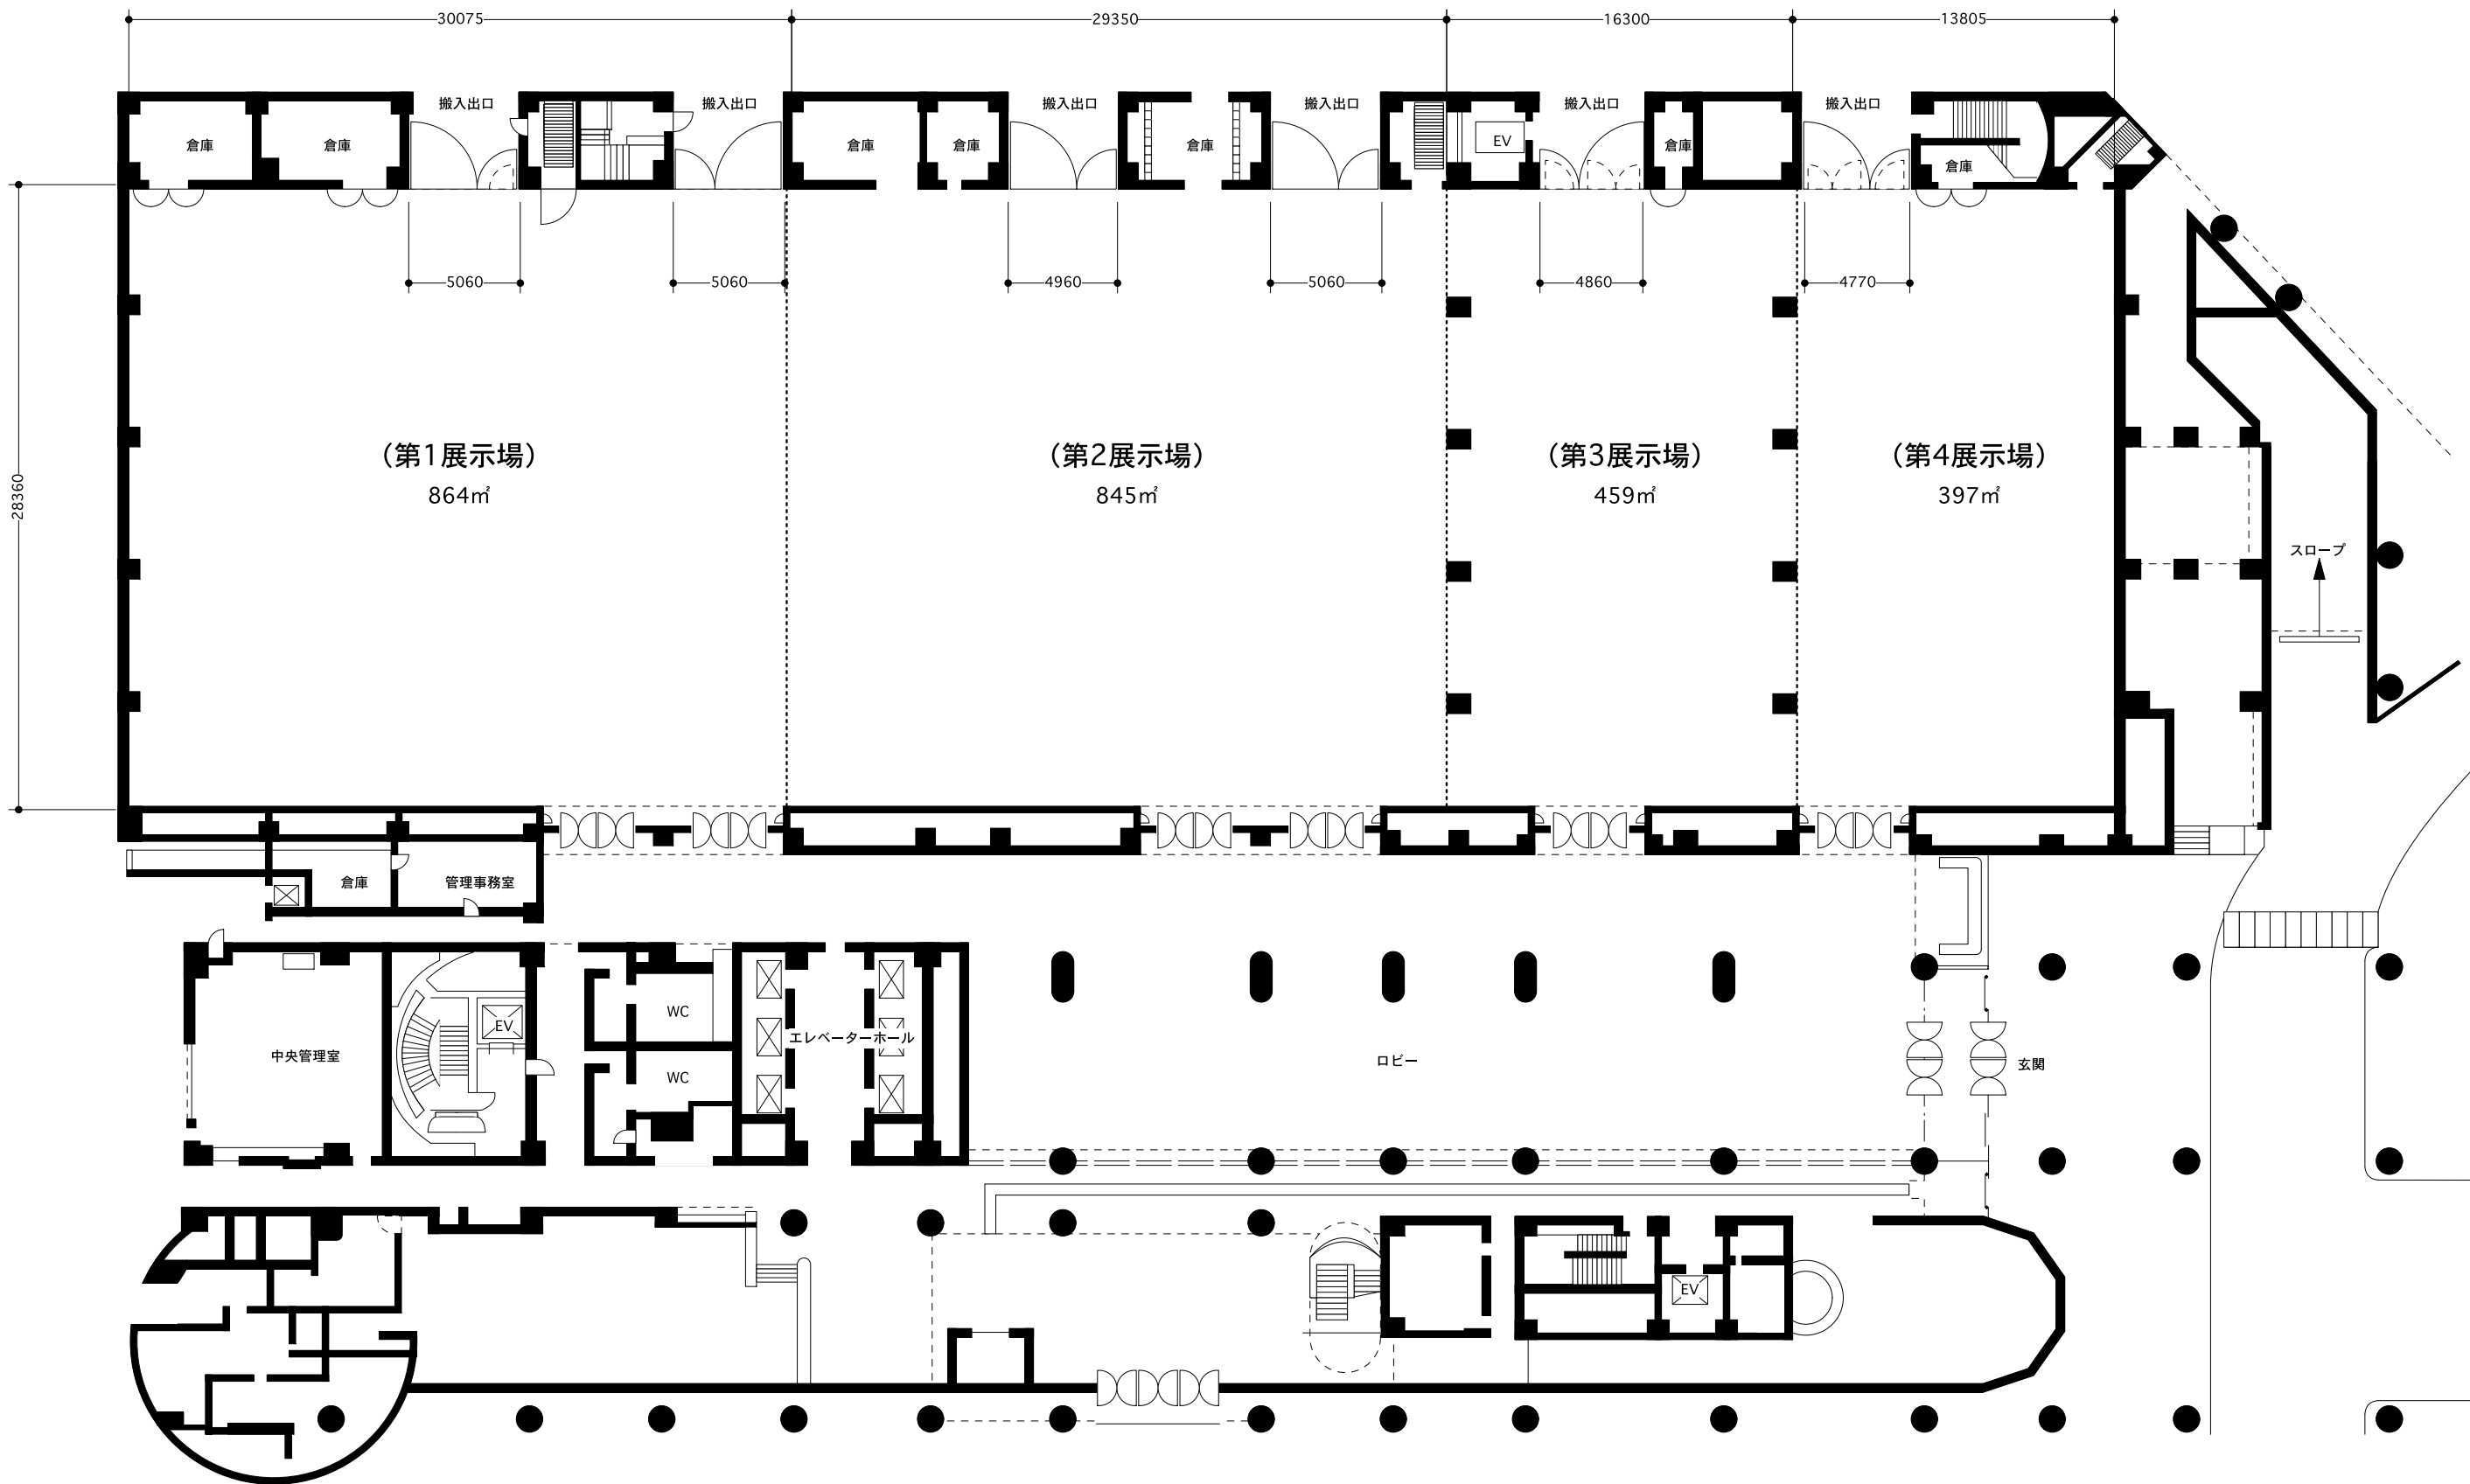 30075
29350
16300
13805
搬入出口
搬入出口
搬入出口
搬入出口
搬入出口
搬入出口
倉庫
倉庫
倉庫
倉庫
倉庫
EV
倉庫
倉庫
5060
5060
4960
5060
4860
4770
28360
(第1展示場)
864㎡
(第2展示場)
845㎡
(第3展示場)
459㎡
(第4展示場)
397㎡
スロープ
倉庫
管理事務室
中央管理室
EV
WC
WC
エレベーターホール
ロビー
玄関
EV